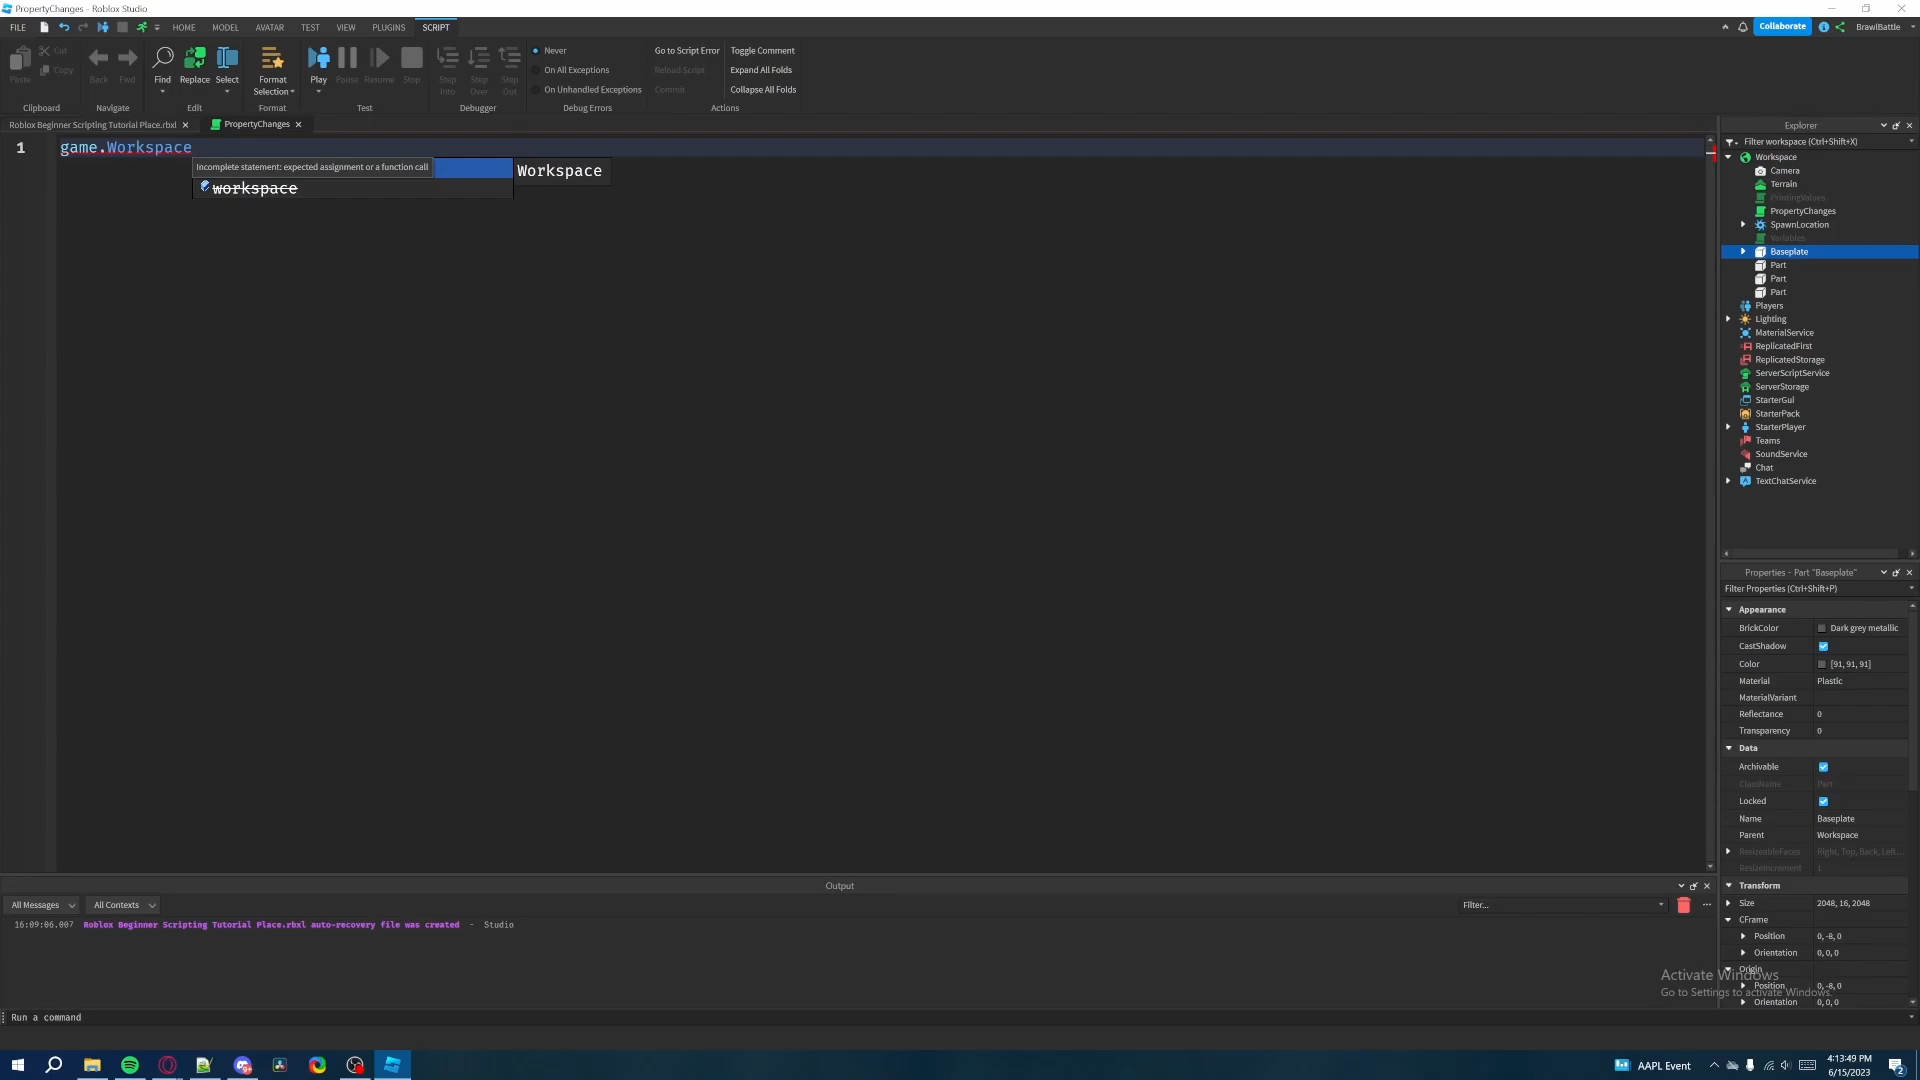 PropertyChanges - Roblox Studio
FILE HOME MODEL AVATAR TEST VIEW PLUGINS SCRIPT Collaborate BrawlBattle
Paste Cut Copy
Back Fwd
Find Replace Select
Format Selection
Play Pause Resume Stop
Step Into Step Over Step Out
Never
On All Exceptions
On Unhandled Exceptions
Go to Script Error
Reload Script
Commit
Toggle Comment
Expand All Folds
Collapse All Folds
Clipboard Navigate Edit Format Test Debugger Debug Errors Actions
Roblox Beginner Scripting Tutorial Place.rbxl
PropertyChanges
1 game.Workspace
Incomplete statement: expected assignment or a function call
Workspace
workspace
Explorer
Filter workspace (Ctrl+Shift+X)
Workspace
Camera
Terrain
PrintingValues
PropertyChanges
SpawnLocation
Variables
Baseplate
Part
Part
Part
Players
Lighting
MaterialService
ReplicatedFirst
ReplicatedStorage
ServerScriptService
ServerStorage
StarterGui
StarterPack
StarterPlayer
Teams
SoundService
Chat
TextChatService
Properties - Part "Baseplate"
Filter Properties (Ctrl+Shift+P)
Appearance
BrickColor Dark grey metallic
CastShadow
Color [91, 91, 91]
Material Plastic
MaterialVariant
Reflectance 0
Transparency 0
Data
Archivable
ClassName Part
Locked
Name Baseplate
Parent Workspace
ResizeableFaces Right, Top, Back, Left...
ResizeIncrement 1
Transform
Size 2048, 16, 2048
CFrame
Position 0, -8, 0
Orientation 0, 0, 0
Origin
Position 0, -8, 0
Orientation 0, 0, 0
Output
All Messages All Contexts Filter...
16:09:06.007 Roblox Beginner Scripting Tutorial Place.rbxl auto-recovery file was created - Studio
Activate Windows
Go to Settings to activate Windows.
Run a command
AAPL Event
4:13:49 PM
6/15/2023
2